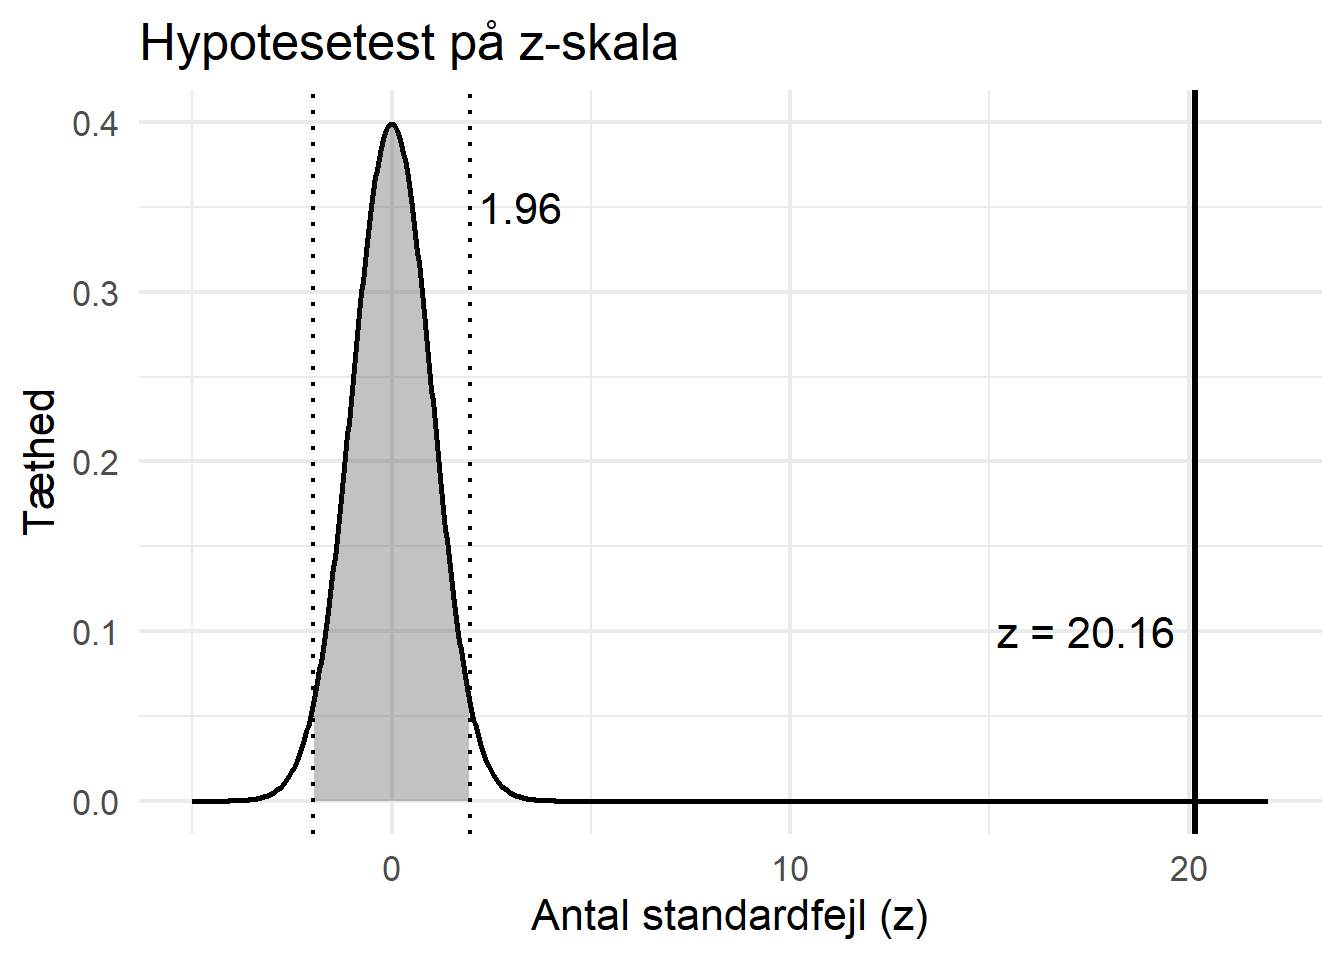 Hypotesetest på z-skala
0.4
1.96
0.3
Tæthed
0.2
0.1
z = 20.16
0.0
0
10
20
Antal standardfejl (z)